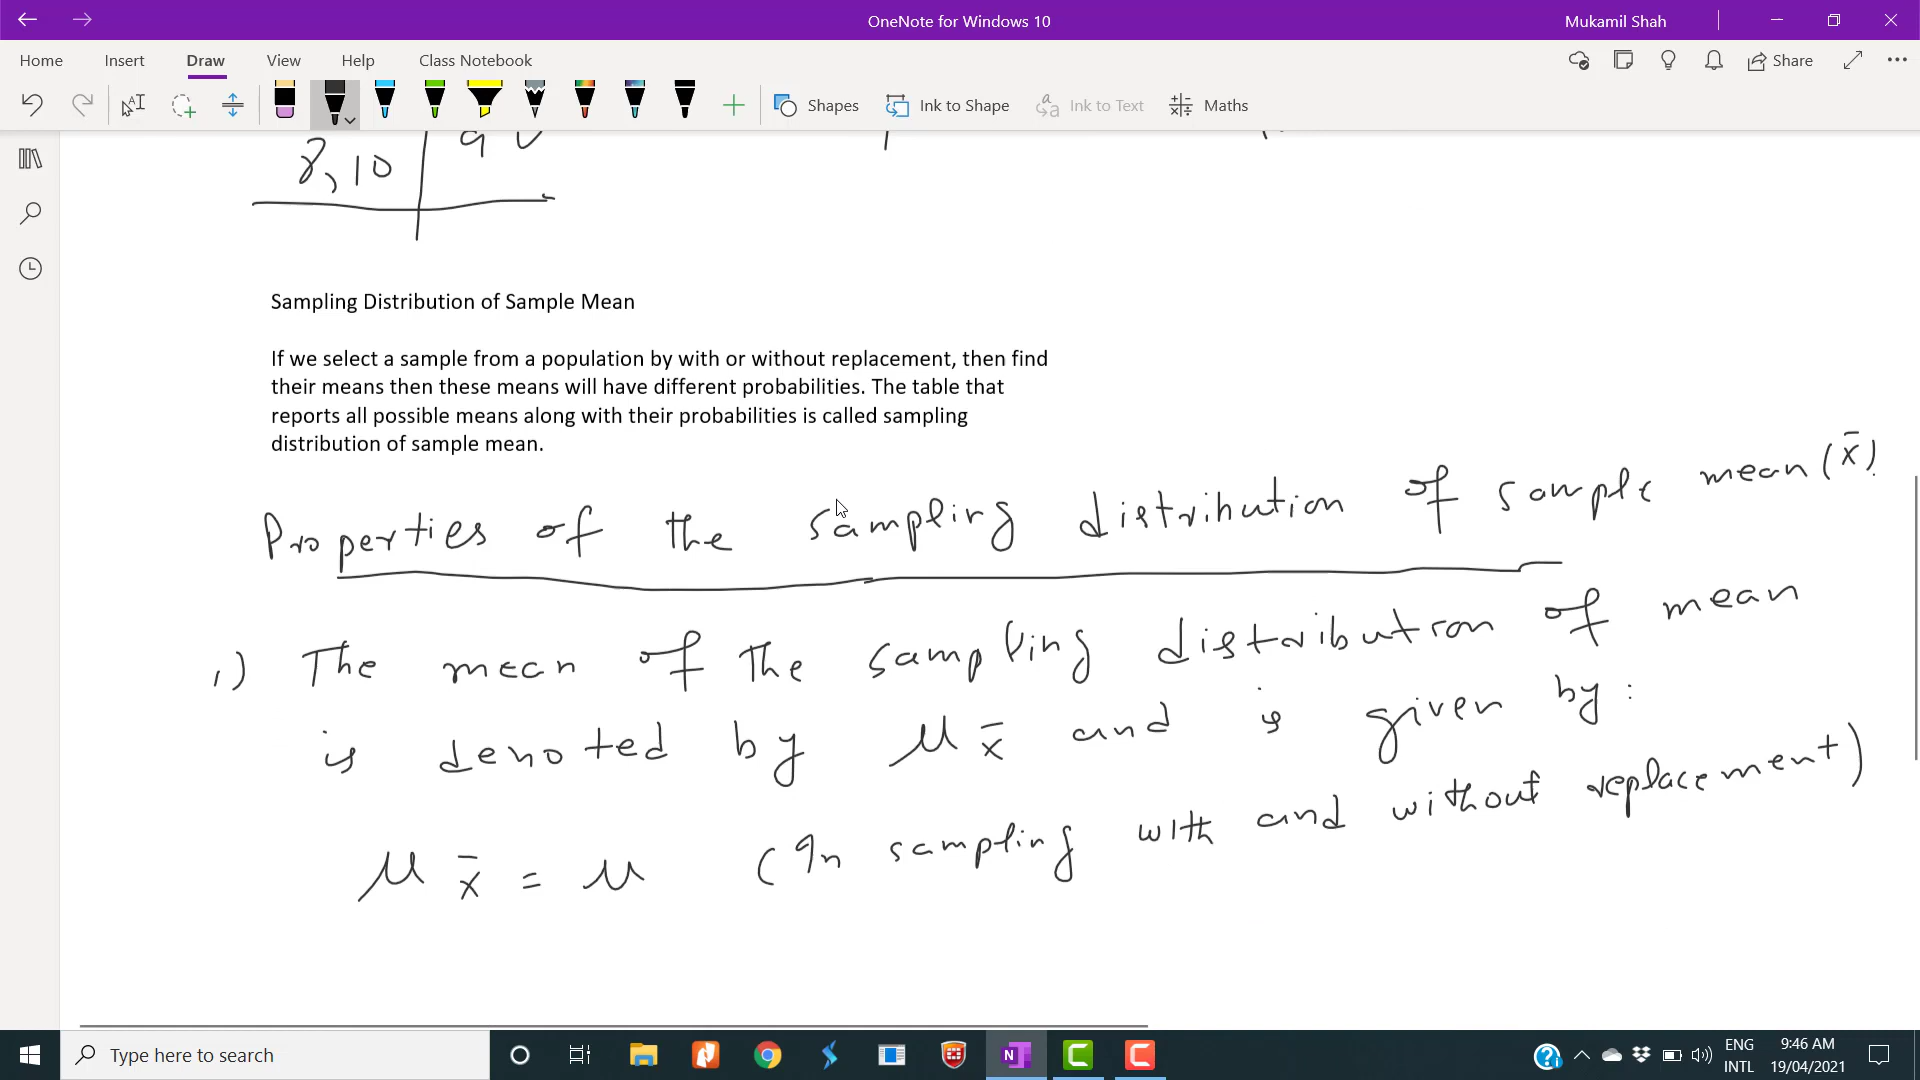 OneNote for Windows 10
Mukamil Shah
Home Insert Draw View Help Class Notebook
Share
Shapes Ink to Shape Ink to Text Maths
8, 10
Sampling Distribution of Sample Mean
If we select a sample from a population by with or without replacement, then find
their means then these means will have different probabilities. The table that
reports all possible means along with their probabilities is called sampling
distribution of sample mean.
Properties of the sampling distribution of sample mean (x̄)
1) The mean of the sampling distribution of mean
is denoted by μ x̄ and is given by:
μ x̄ = μ (In sampling with and without replacement)
Type here to search
ENG
INTL
9:46 AM
19/04/2021